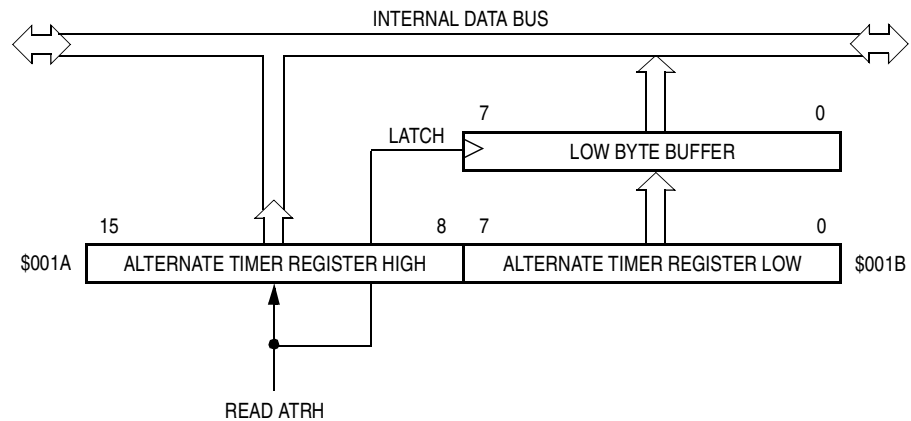 INTERNAL DATA BUS
7 0
LATCH
LOW BYTE BUFFER
15 8 7 0
$001A ALTERNATE TIMER REGISTER HIGH ALTERNATE TIMER REGISTER LOW $001B
READ ATRH